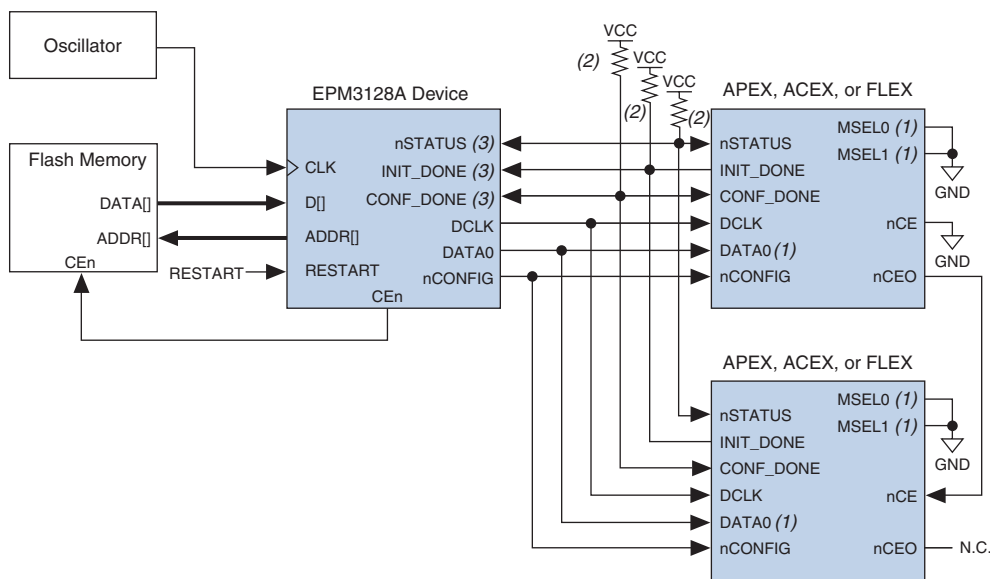 Oscillator
VCC
(2)
VCC
(2)
VCC
(2)
EPM3128A Device
nSTATUS (3)
INIT_DONE (3)
CONF_DONE (3)
DCLK
DATA0
nCONFIG
CLK
D[]
ADDR[]
RESTART
CEn
RESTART
Flash Memory
DATA[]
ADDR[]
CEn
APEX, ACEX, or FLEX
nSTATUS
INIT_DONE
CONF_DONE
DCLK
DATA0 (1)
nCONFIG
MSEL0 (1)
MSEL1 (1)
GND
nCE
GND
nCEO
APEX, ACEX, or FLEX
nSTATUS
INIT_DONE
CONF_DONE
DCLK
DATA0 (1)
nCONFIG
MSEL0 (1)
MSEL1 (1)
GND
nCE
nCEO
N.C.